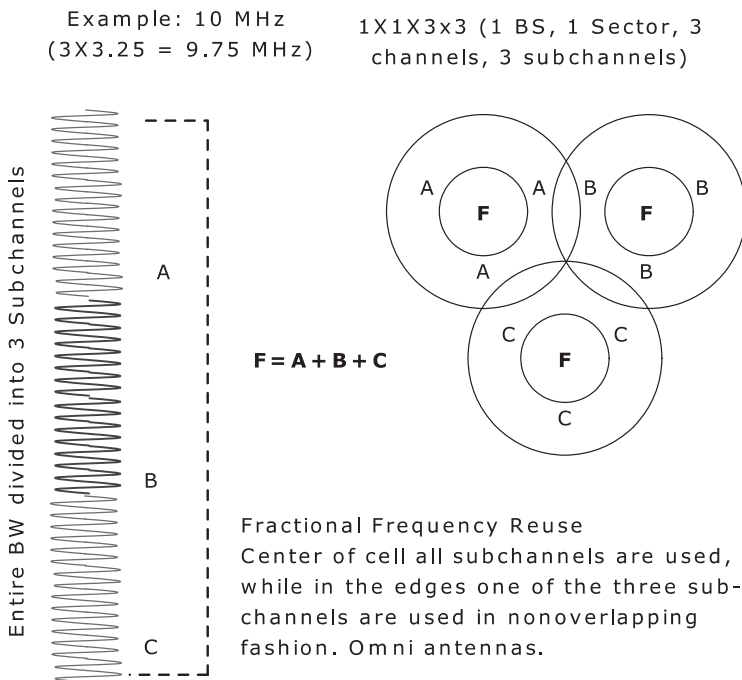 Example: 10 MHz
(3X3.25 = 9.75 MHz)
1X1X3x3 (1 BS, 1 Sector, 3
channels, 3 subchannels)
Entire BW divided into 3 Subchannels
A
B
C
F = A + B + C
A
A
F
A
B
B
F
B
C
C
F
C
Fractional Frequency Reuse
Center of cell all subchannels are used,
while in the edges one of the three sub-
channels are used in nonoverlapping
fashion. Omni antennas.